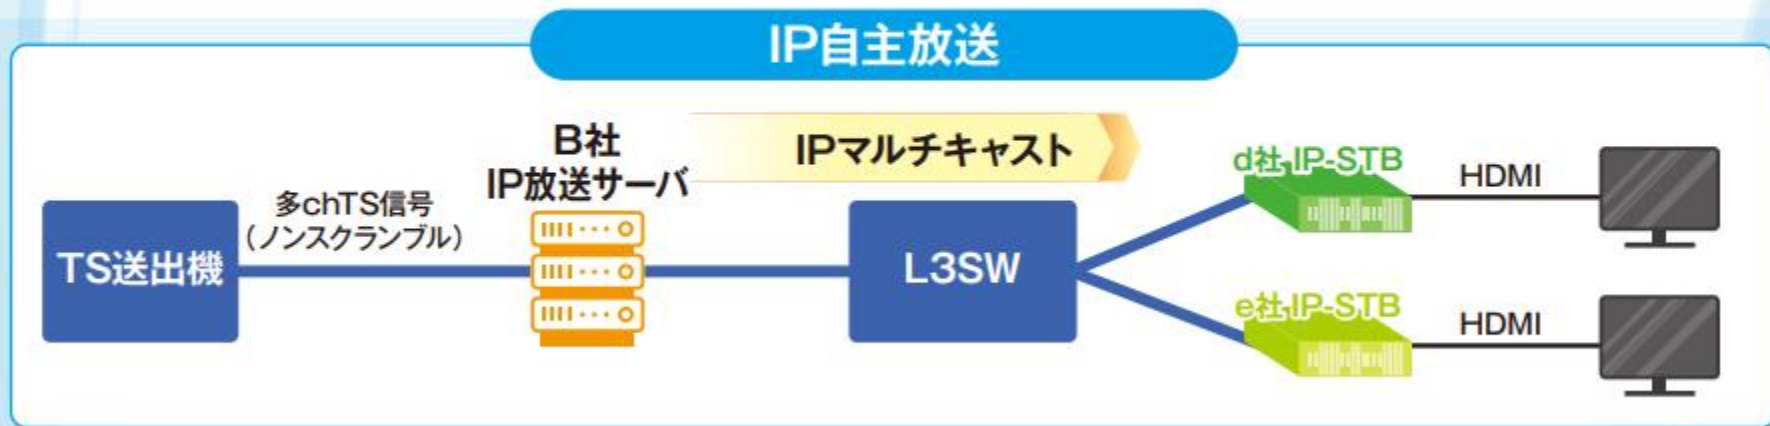 IP自主放送
B社
IP放送サーバ
IPマルチキャスト
多chTS信号
（ノンスクランブル）
TS送出機
L3SW
d社-IP-STB
HDMI
e社-IP-STB
HDMI